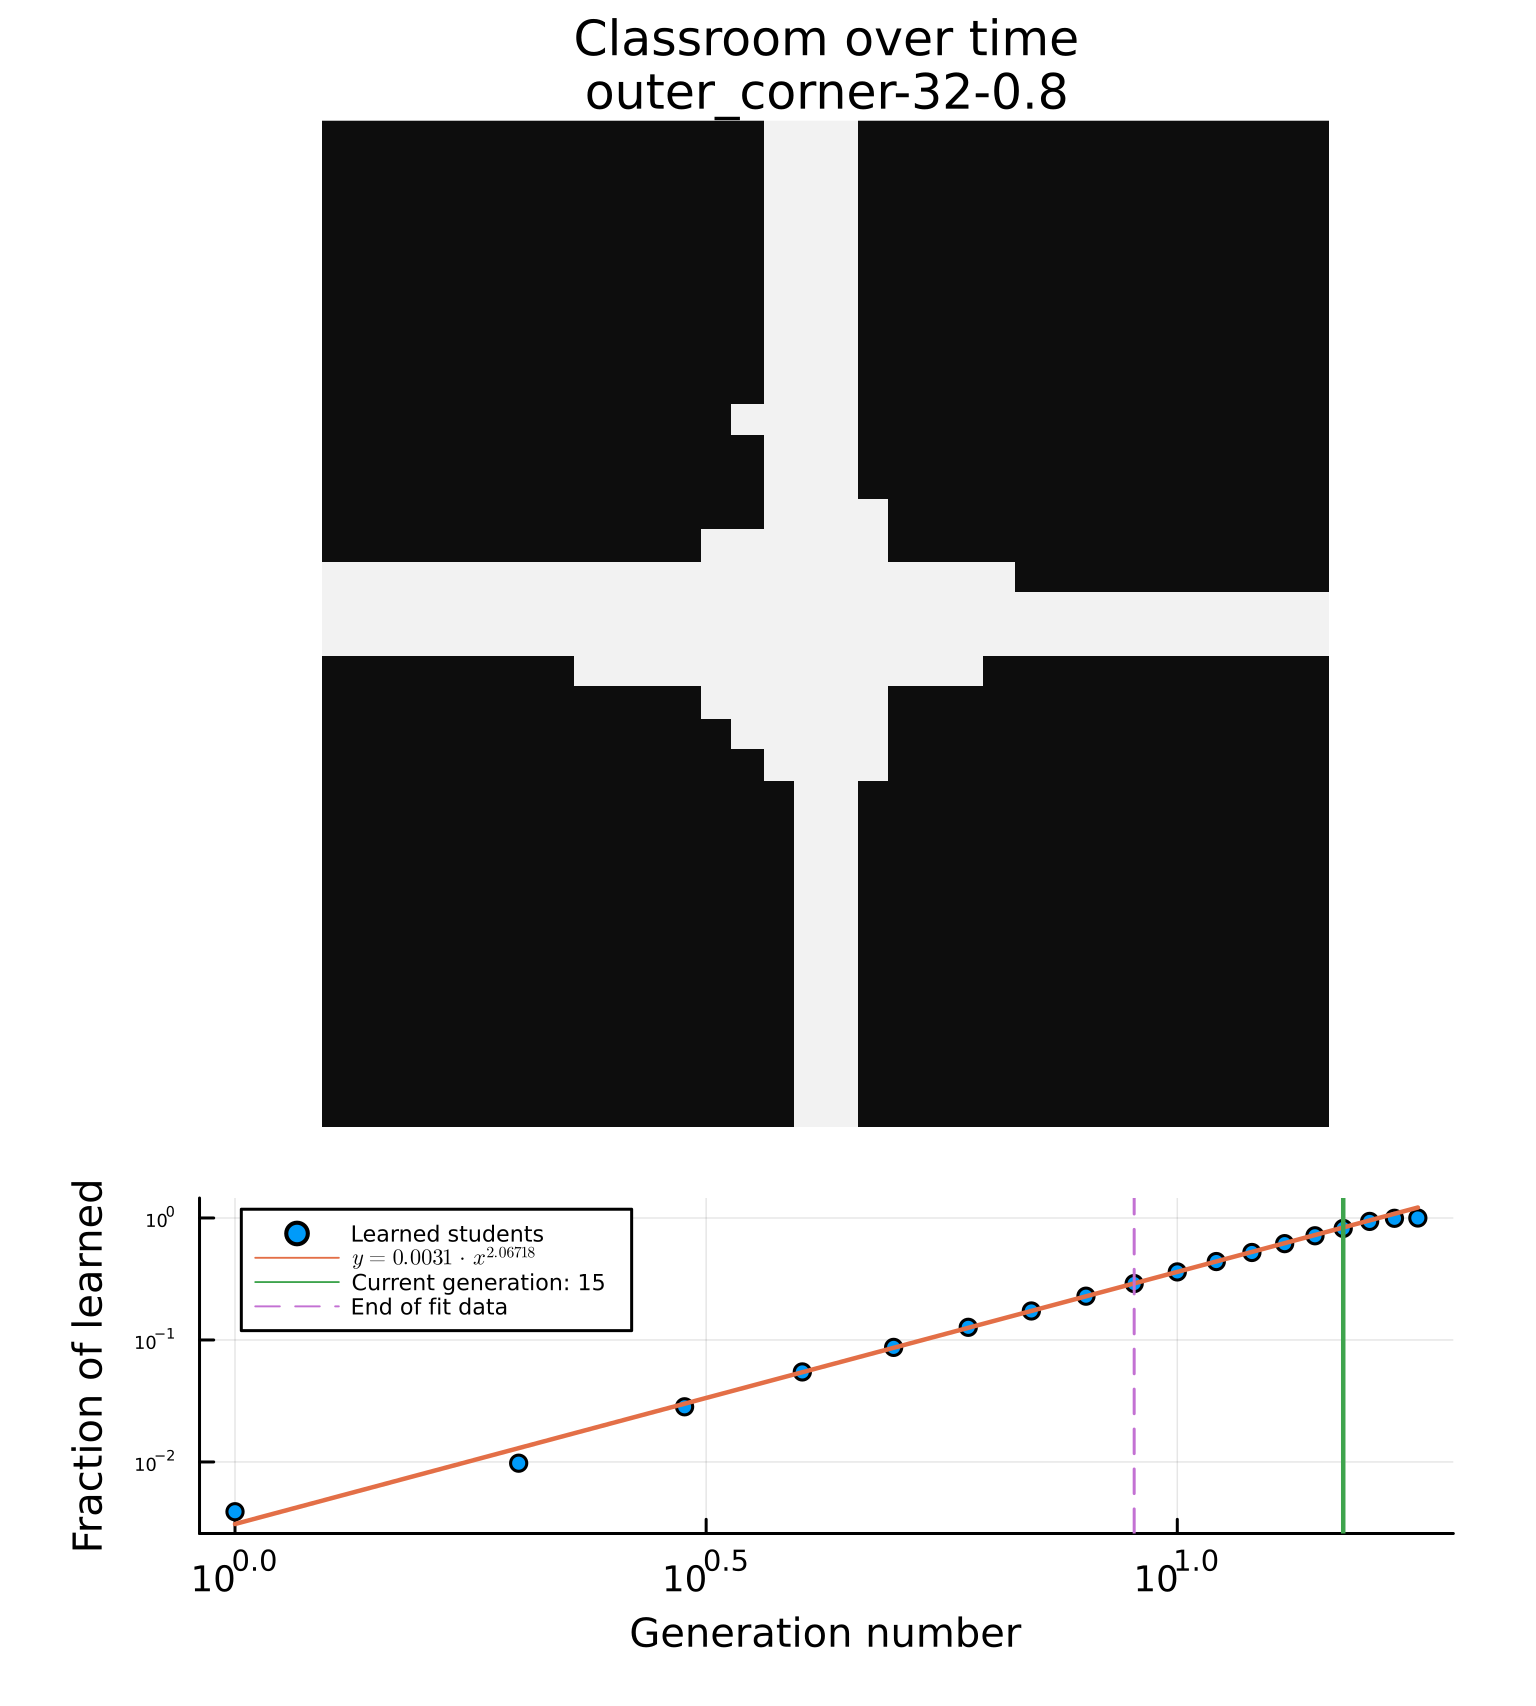 Classroom over time
outer_corner-32-0.8
Fraction of learned
10⁰
10⁻¹
10⁻²
Learned students
y = 0.0031 · x^2.06718
Current generation: 15
End of fit data
10^0.0 10^0.5 10^1.0
Generation number